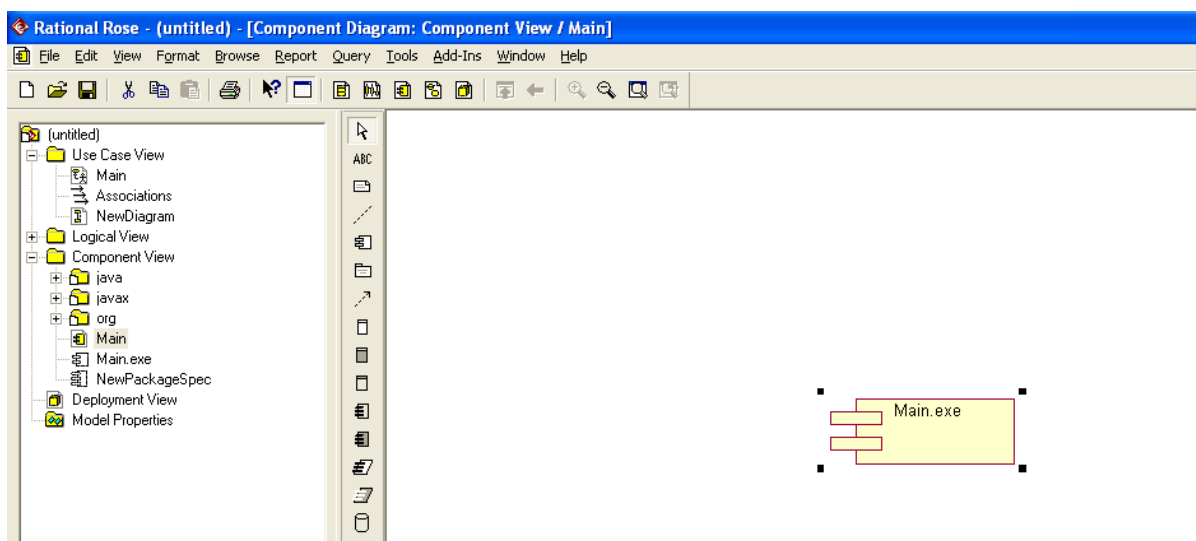 Rational Rose - (untitled) - [Component Diagram: Component View / Main]
File Edit View Format Browse Report Query Tools Add-Ins Window Help
(untitled)
Use Case View
Main
Associations
NewDiagram
Logical View
Component View
java
javax
org
Main
Main.exe
NewPackageSpec
Deployment View
Model Properties
ABC
Main.exe